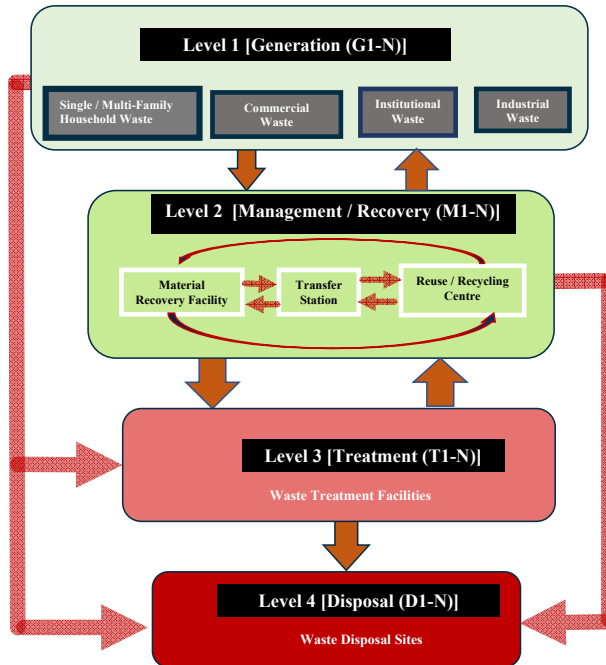 Level 1 [Generation (G1-N)]
Single / Multi-Family
Household Waste
Commercial
Waste
Institutional
Waste
Industrial
Waste
Level 2 [Management / Recovery (M1-N)]
Material
Recovery Facility
Transfer
Station
Reuse / Recycling
Centre
Level 3 [Treatment (T1-N)]
Waste Treatment Facilities
Level 4 [Disposal (D1-N)]
Waste Disposal Sites